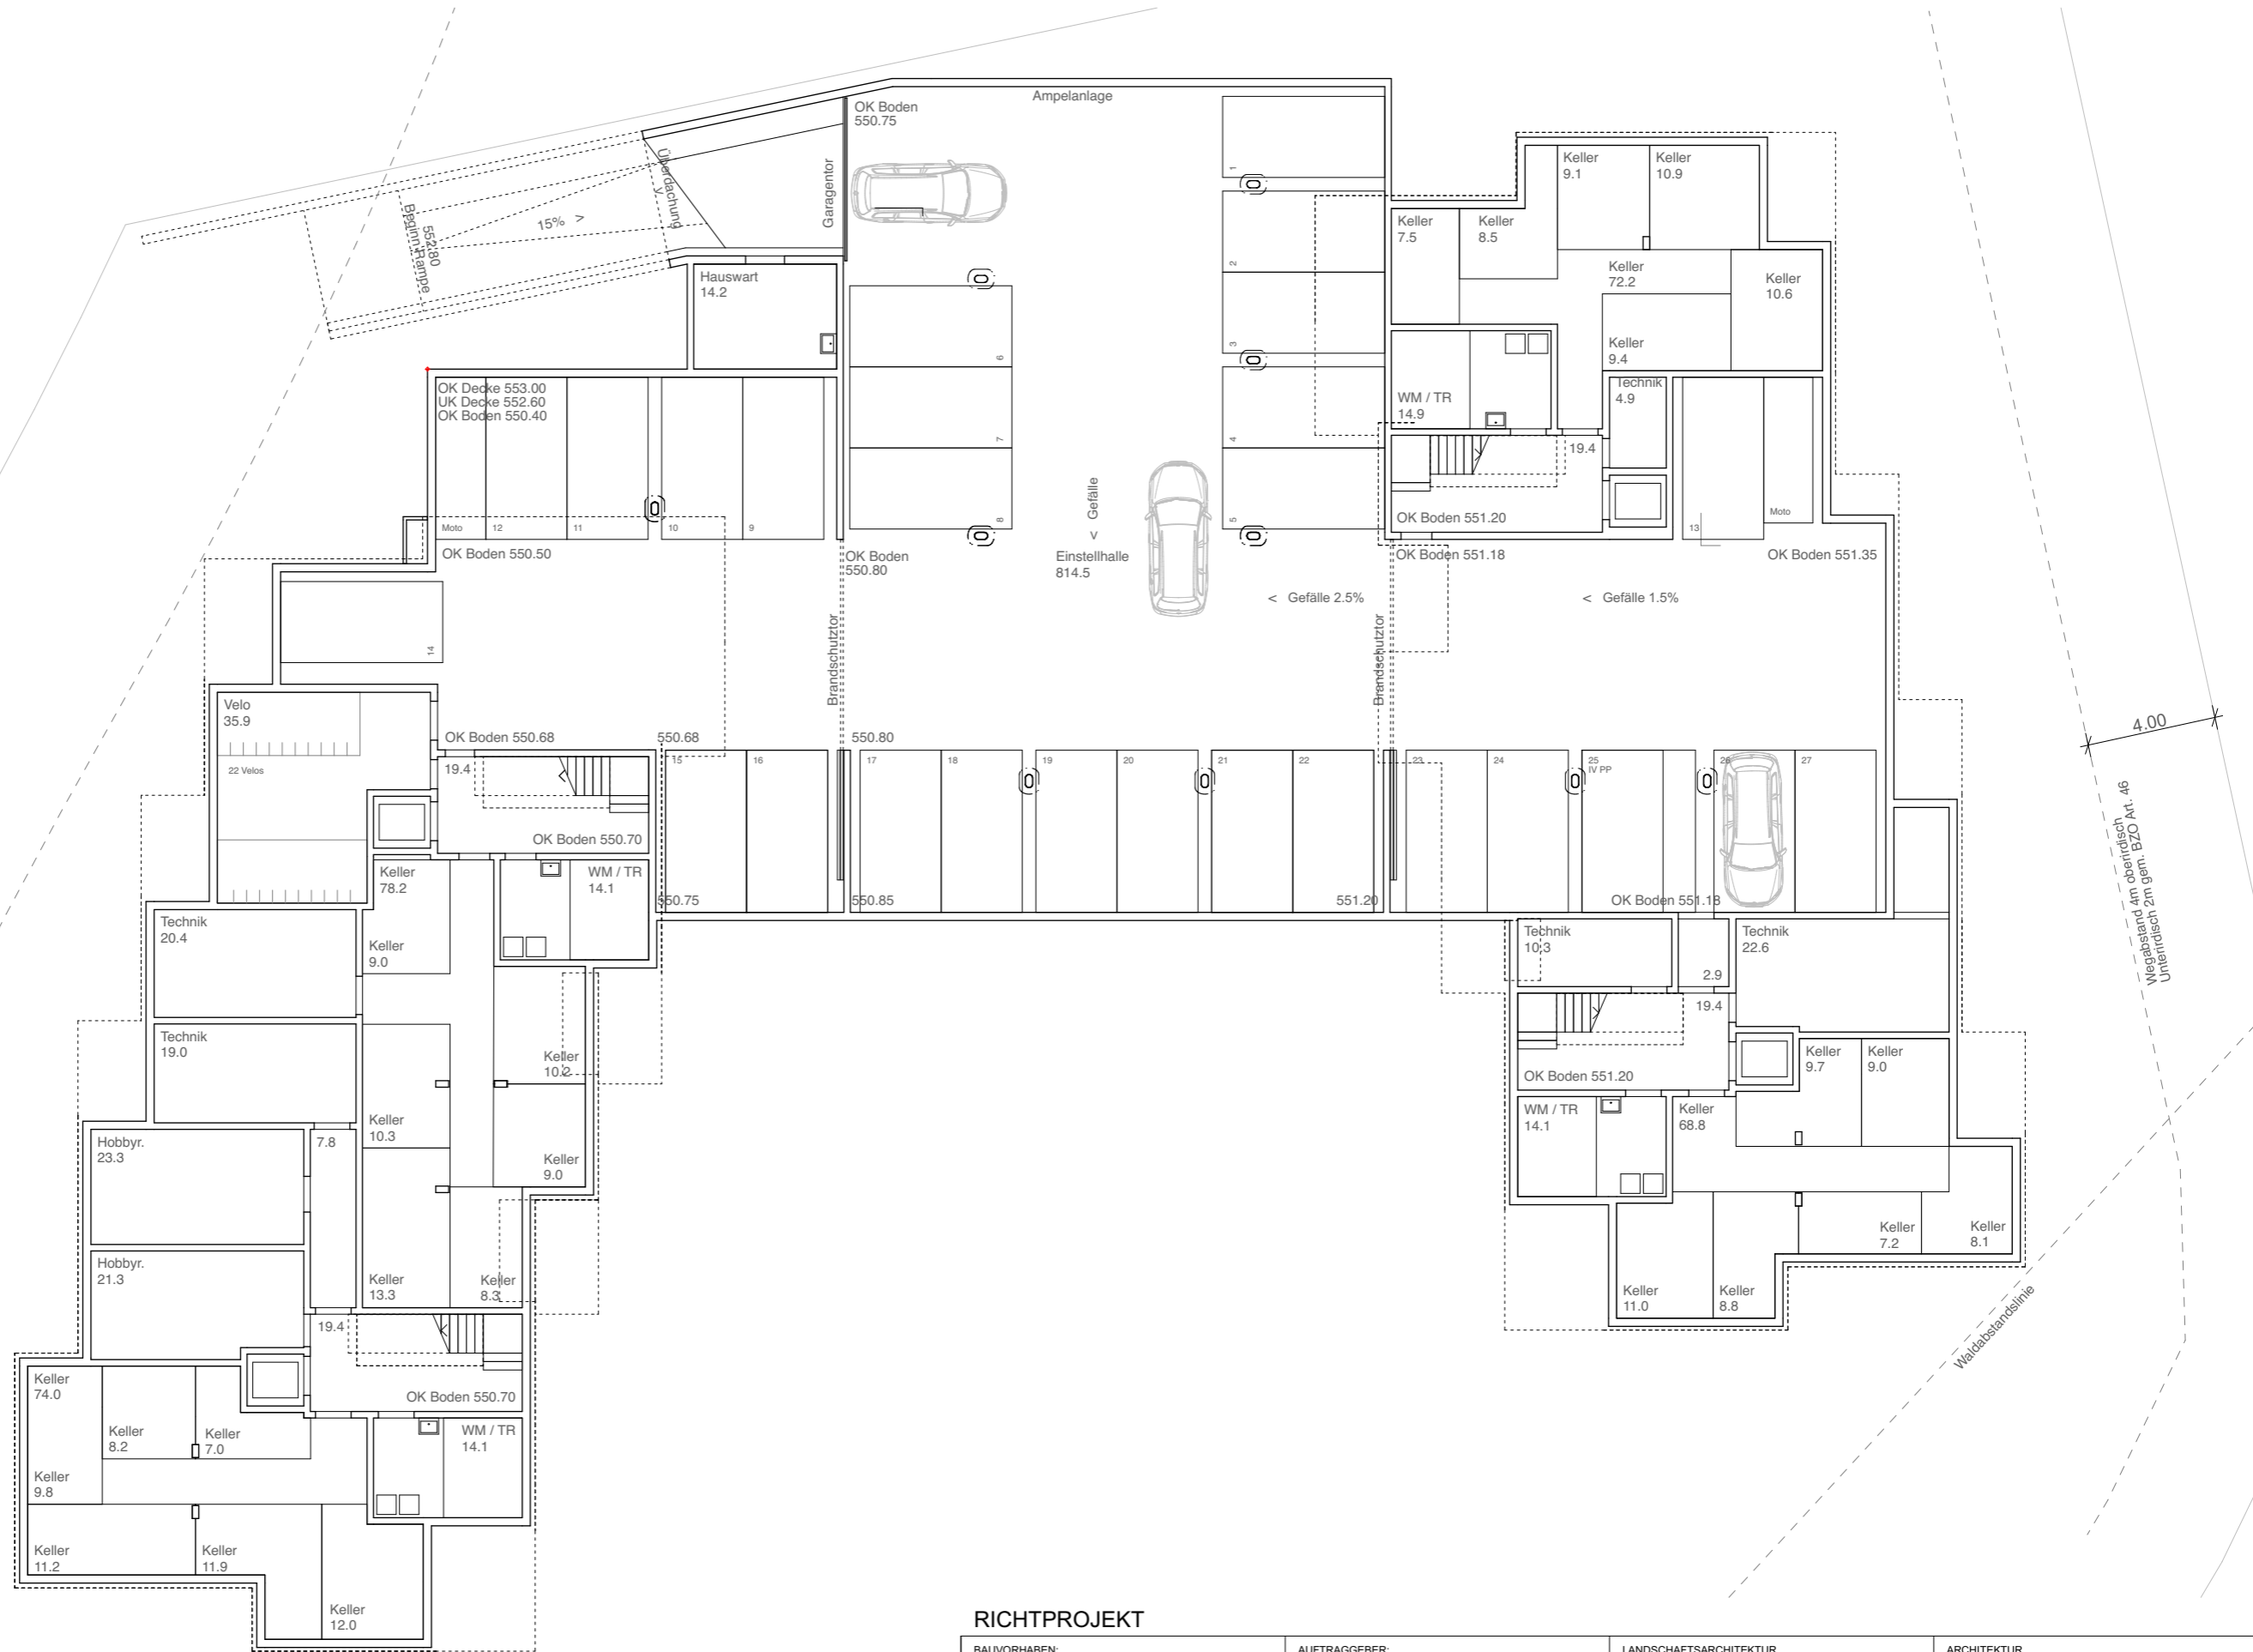 Ampelanlage
OK Boden
550.75
Garagentor
Überdachung
15%
<
Beginn Rampe
552.80
Hauswart
14.2
OK Decke 553.00
UK Decke 552.60
OK Boden 550.40
Moto
12
11
10
9
OK Boden 550.50
1
2
3
4
5
6
7
8
< Gefälle
Einstellhalle
814.5
OK Boden
550.80
Keller
9.1
Keller
10.9
Keller
7.5
Keller
8.5
Keller
72.2
Keller
10.6
Keller
9.4
WM / TR
14.9
Technik
4.9
19.4
OK Boden 551.20
13
Moto
OK Boden 551.18
OK Boden 551.35
< Gefälle 2.5%
< Gefälle 1.5%
Brandschutztor
Brandschutztor
14
Velo
35.9
22 Velos
OK Boden 550.68
550.68
550.80
19.4
OK Boden 550.70
15
16
17
18
19
20
21
22
23
24
25
IV PP
26
27
550.75
550.85
551.20
OK Boden 551.18
4.00
Wegabstand 4m oberirdisch
Unterirdisch 2m gem. BZO Art. 46
Keller
78.2
WM / TR
14.1
Technik
20.4
Keller
9.0
Technik
19.0
Keller
10.2
Keller
10.3
Hobbyr.
23.3
7.8
Keller
9.0
Hobbyr.
21.3
Keller
13.3
Keller
8.3
19.4
OK Boden 550.70
Keller
74.0
Keller
8.2
Keller
7.0
WM / TR
14.1
Keller
9.8
Keller
11.2
Keller
11.9
Keller
12.0
Technik
10.3
2.9
Technik
22.6
19.4
OK Boden 551.20
Keller
9.7
Keller
9.0
WM / TR
14.1
Keller
68.8
Keller
7.2
Keller
8.1
Keller
11.0
Keller
8.8
Waldabstandslinie
RICHTPROJEKT
BAUVORHABEN:
AUFTRAGGEBER:
LANDSCHAFTSARCHITEKTUR
ARCHITEKTUR